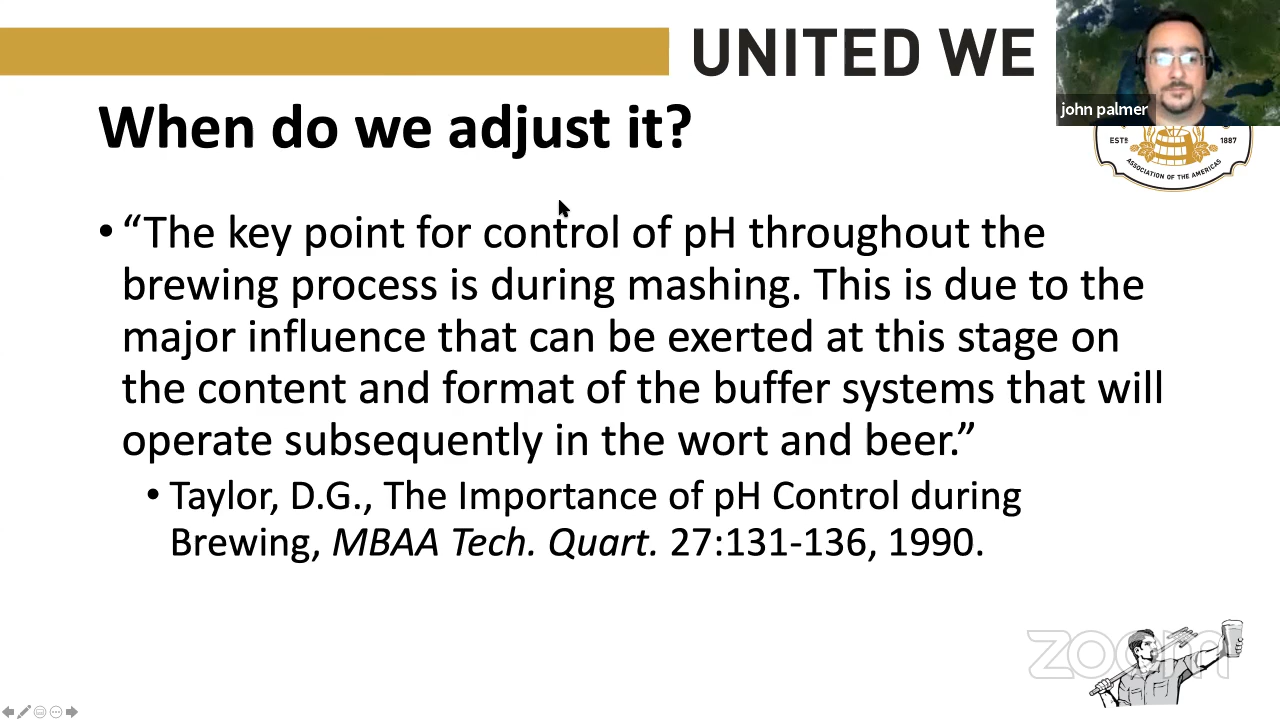 UNITED WE
john palmer
When do we adjust it?
ESTᴰ 1887
ASSOCIATION OF THE AMERICAS
• “The key point for control of pH throughout the
brewing process is during mashing. This is due to the
major influence that can be exerted at this stage on
the content and format of the buffer systems that will
operate subsequently in the wort and beer.”
• Taylor, D.G., The Importance of pH Control during
Brewing, MBAA Tech. Quart. 27:131-136, 1990.
zoom